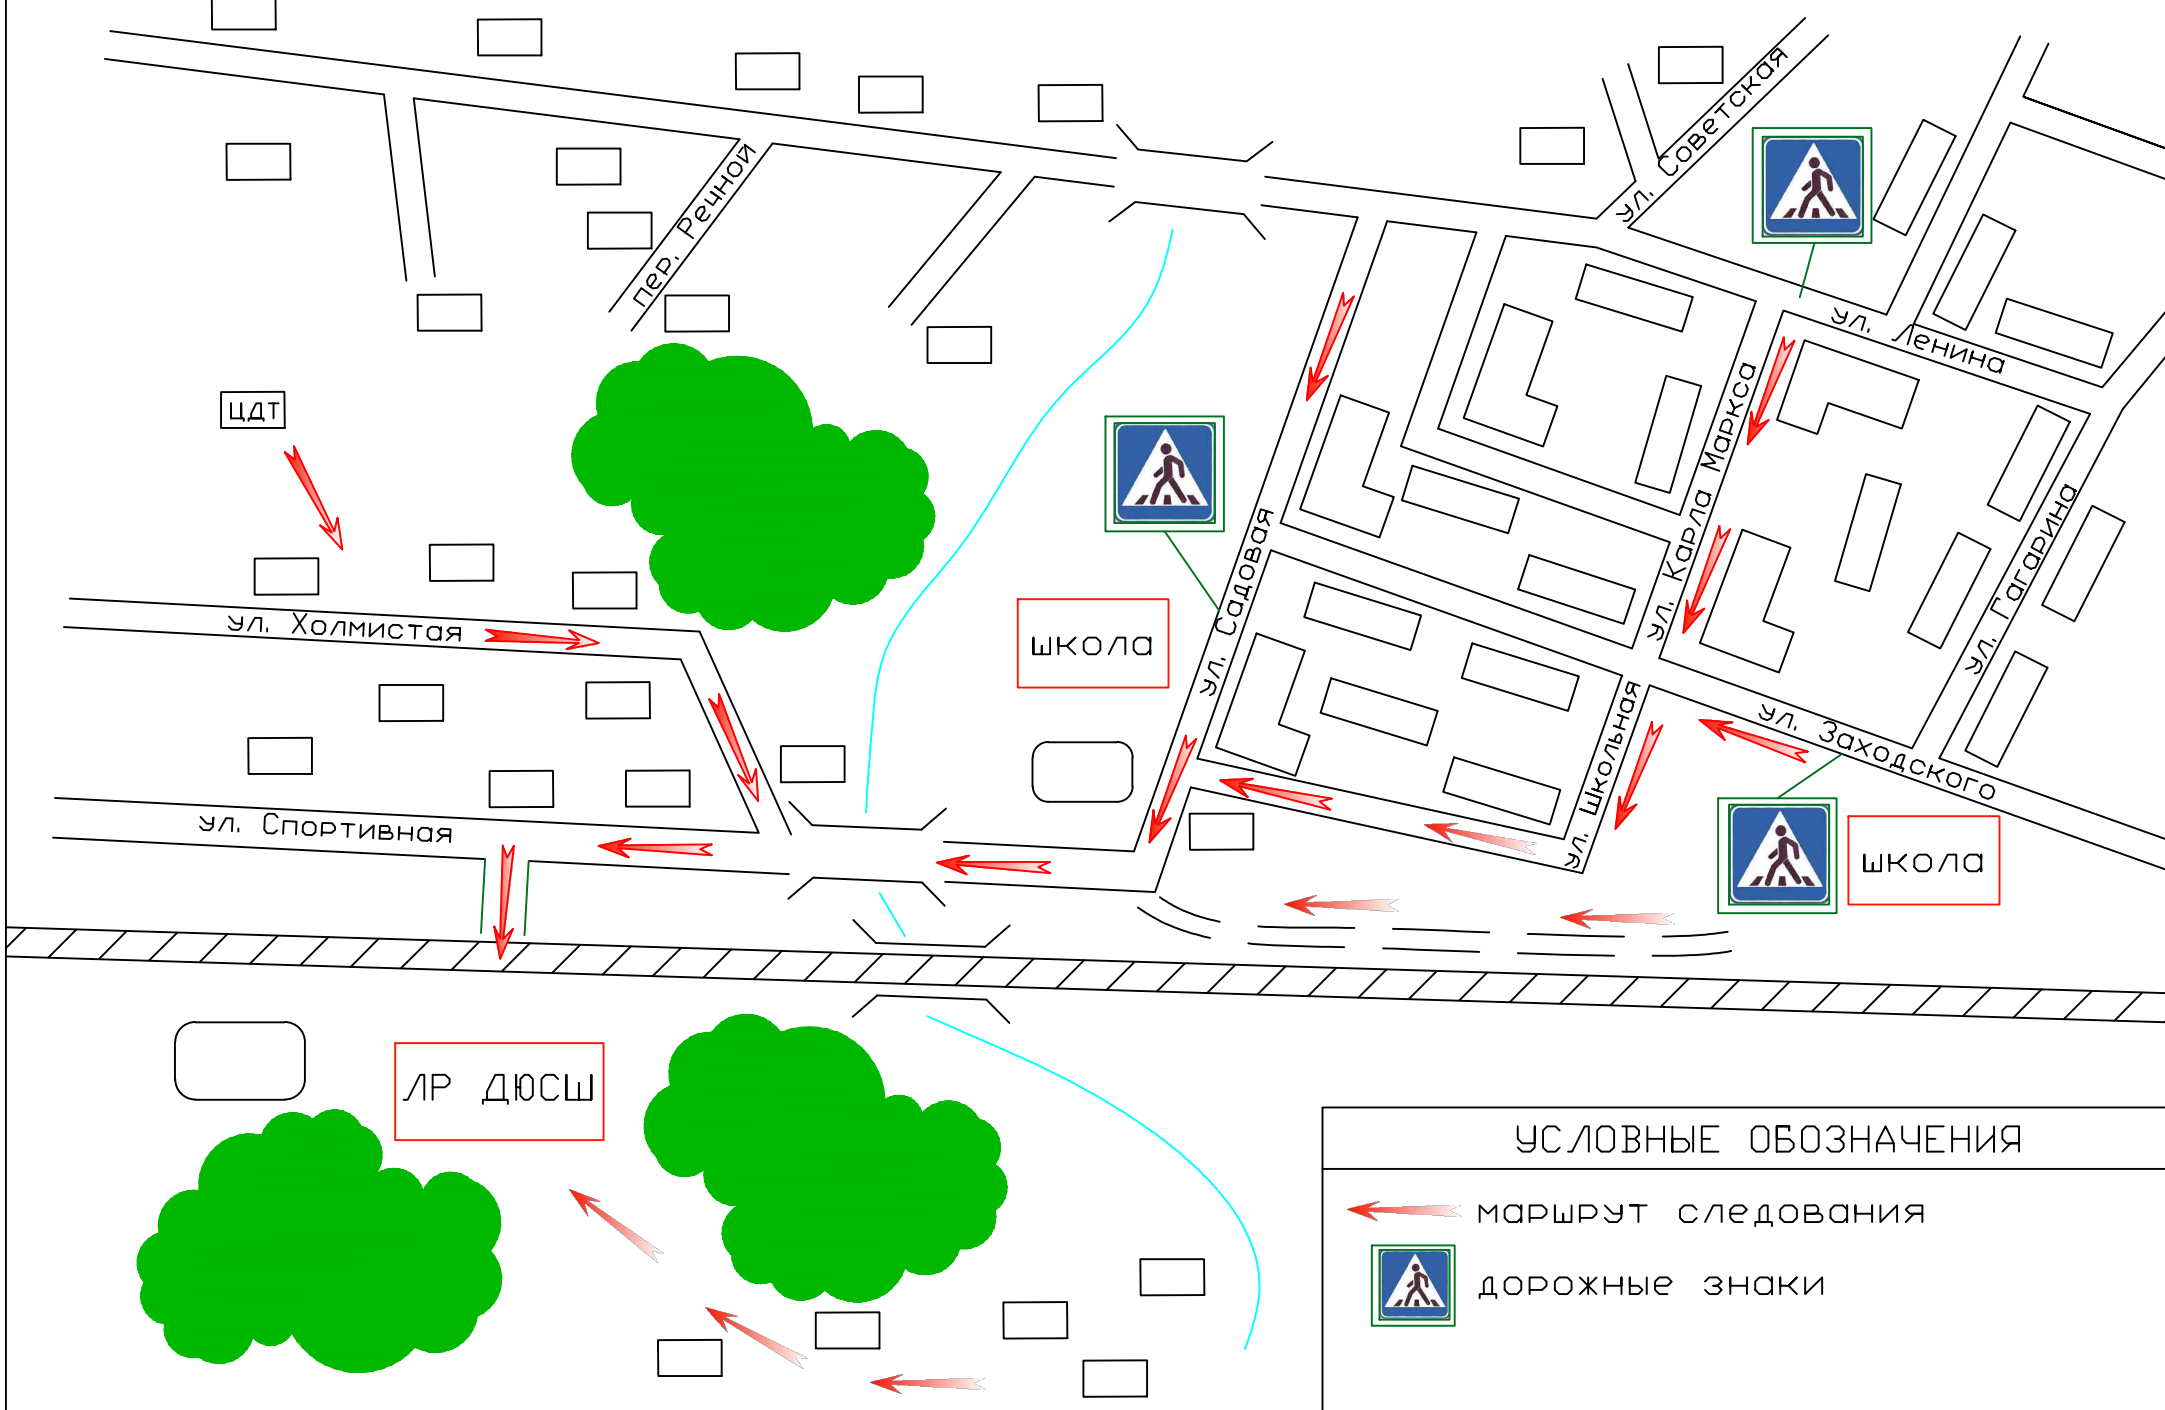 ул. Советская
пер. Речной
ул. Ленина
ул. Карла Маркса
ЦДТ
ул. Садовая
ул. Гагарина
ул. Холмистая
школа
ул. Школьная
ул. Заходского
ул. Спортивная
школа
ЛР ДЮСШ
УСЛОВНЫЕ ОБОЗНАЧЕНИЯ
маршрут следования
дорожные знаки